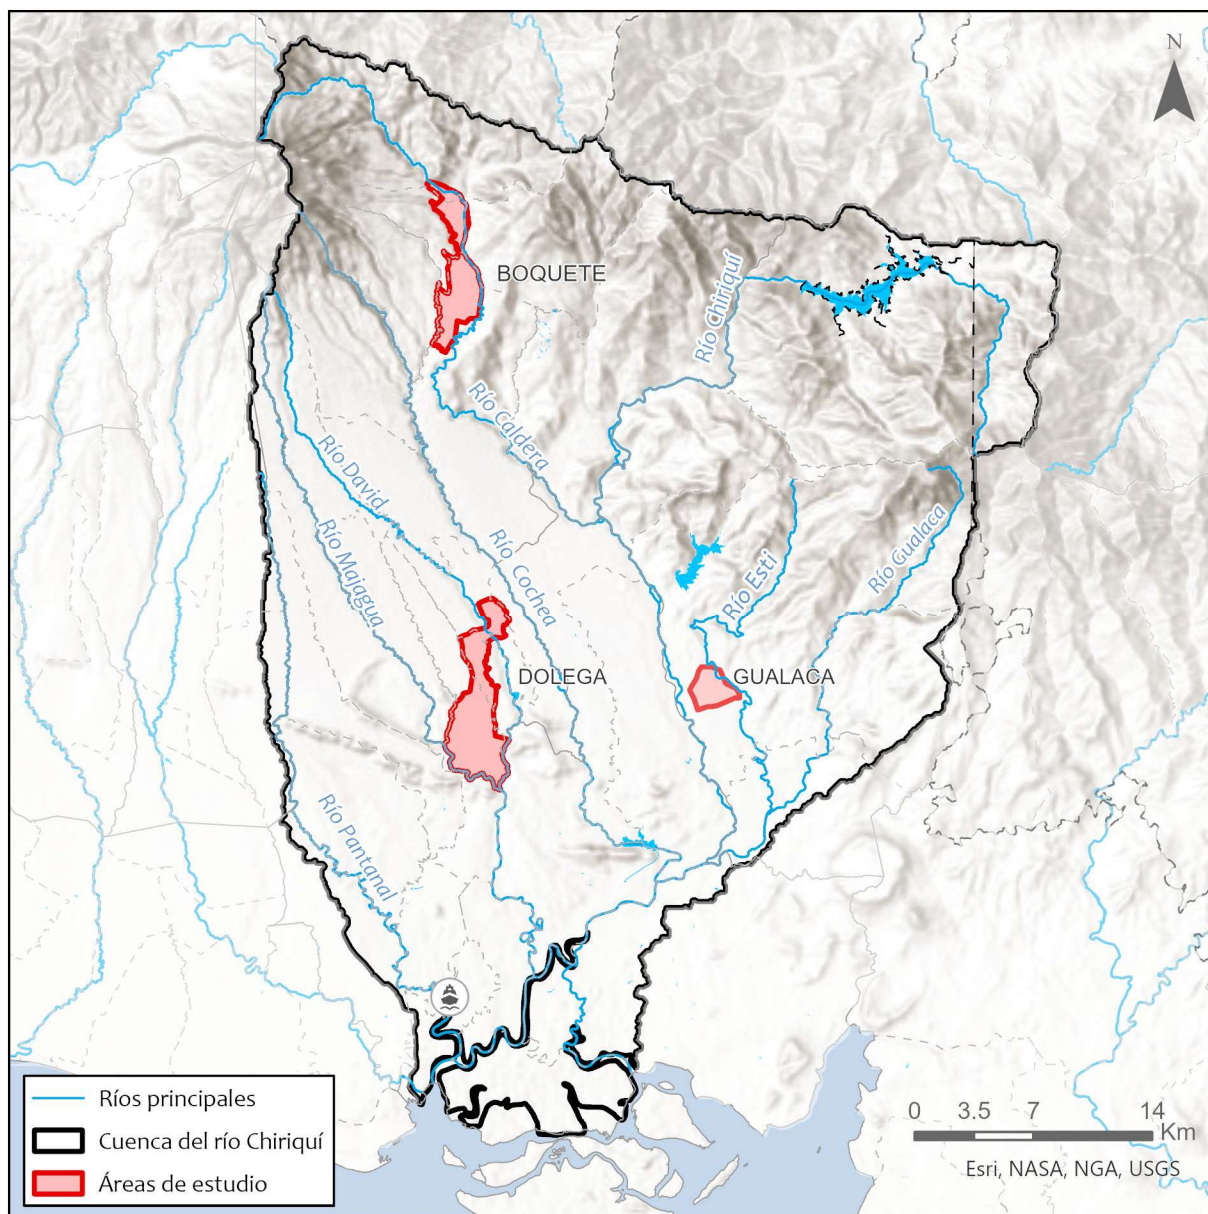 N
BOQUETE
Río Chiriquí
Río Caldera
Río David
Río Majagua
Río Cochea
Río Esti
Río Gualaca
DOLEGA
GUALACA
Río Pantanal
Ríos principales
Cuenca del río Chiriquí
Áreas de estudio
0 3.5 7 14
Km
Esri, NASA, NGA, USGS